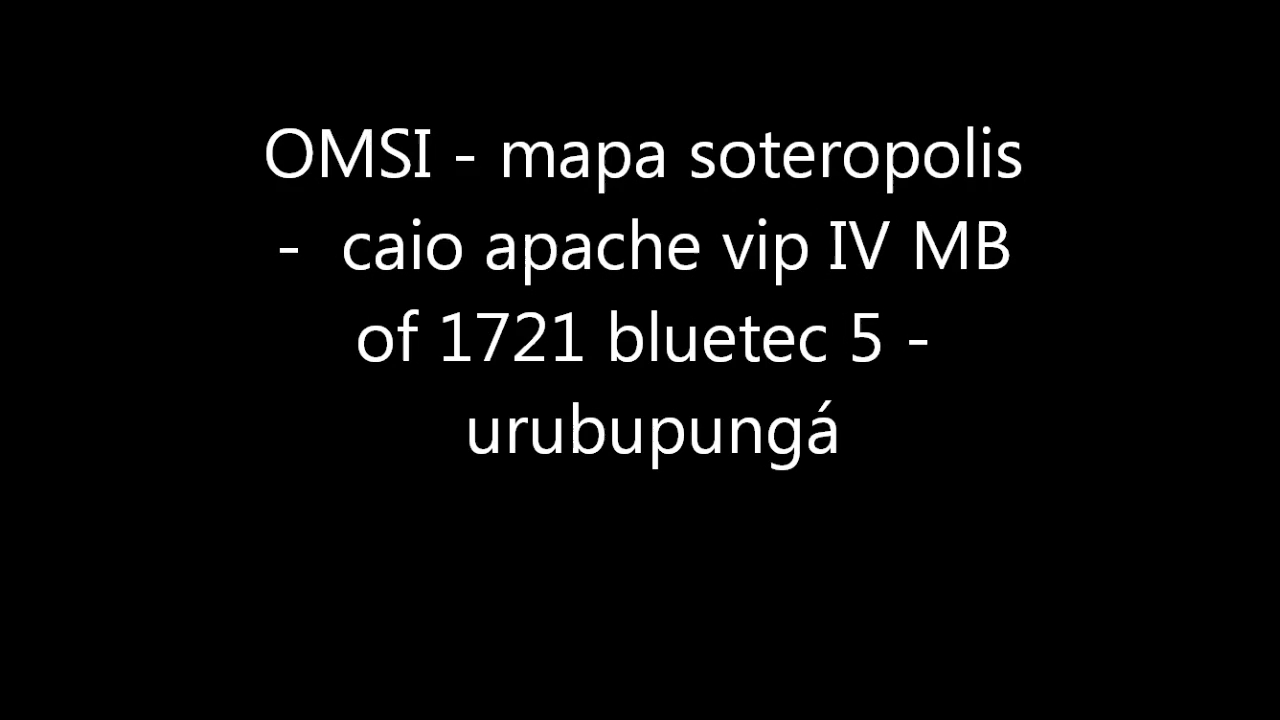 OMSI - mapa soteropolis
-  caio apache vip IV MB
of 1721 bluetec 5 -
urubupungá